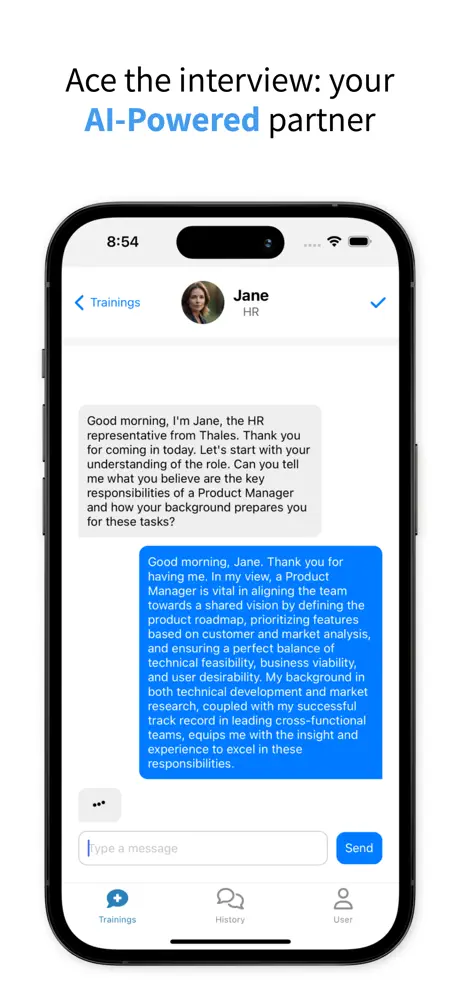 Ace the interview: your
AI-Powered partner
8:54
Trainings
Jane
HR
Good morning, I'm Jane, the HR
representative from Thales. Thank you
for coming in today. Let's start with your
understanding of the role. Can you tell
me what you believe are the key
responsibilities of a Product Manager
and how your background prepares you
for these tasks?
Good morning, Jane. Thank you for
having me. In my view, a Product
Manager is vital in aligning the team
towards a shared vision by defining the
product roadmap, prioritizing features
based on customer and market analysis,
and ensuring a perfect balance of
technical feasibility, business viability,
and user desirability. My background in
both technical development and market
research, coupled with my successful
track record in leading cross-functional
teams, equips me with the insight and
experience to excel in these
responsibilities.
•••
Type a message
Send
Trainings
History
User